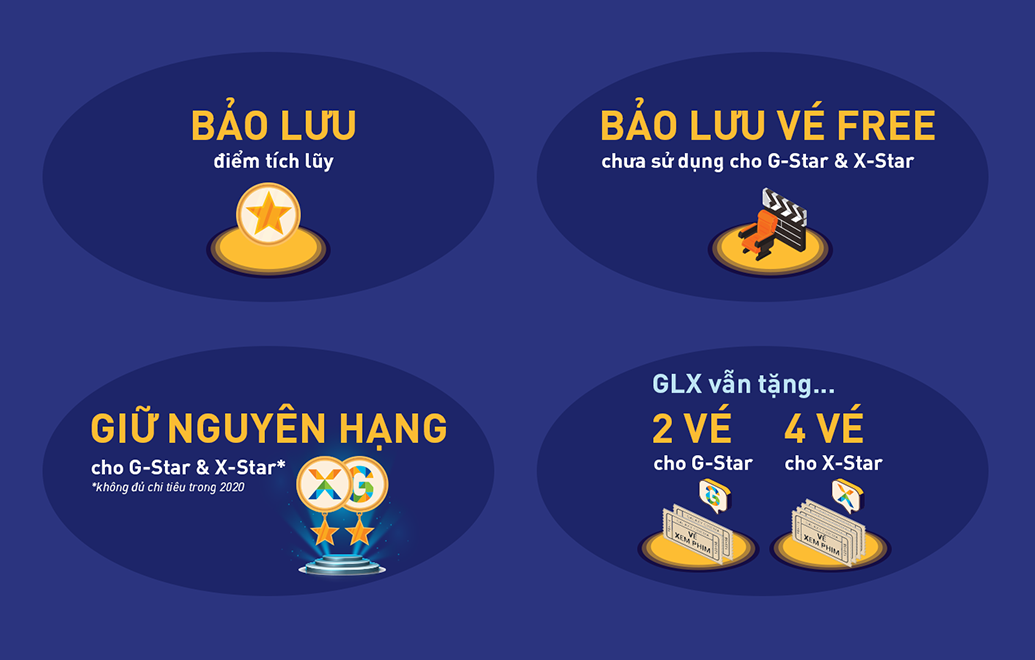 BẢO LƯU
điểm tích lũy
BẢO LƯU VÉ FREE
chưa sử dụng cho G-Star & X-Star
GIỮ NGUYÊN HẠNG
cho G-Star & X-Star*
*không đủ chi tiêu trong 2020
X G
GLX vẫn tặng...
2 VÉ
cho G-Star
4 VÉ
cho X-Star
G
VÉ
XEM PHIM
X
VÉ
XEM PHIM